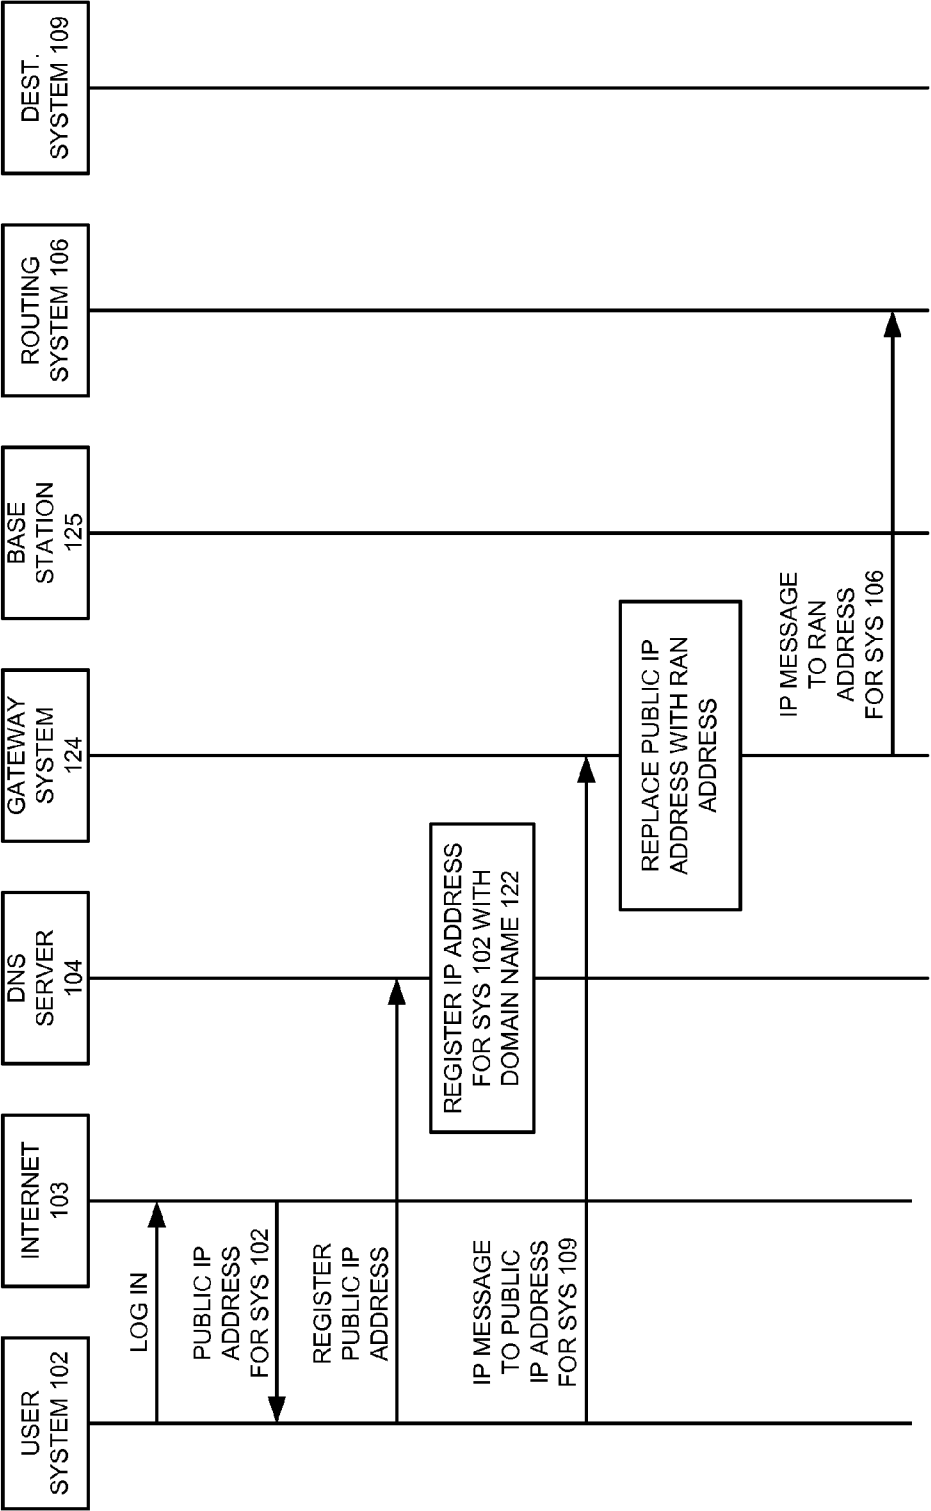 USER
SYSTEM 102
INTERNET
103
DNS
SERVER
104
GATEWAY
SYSTEM
124
BASE
STATION
125
ROUTING
SYSTEM 106
DEST.
SYSTEM 109
LOG IN
PUBLIC IP
ADDRESS
FOR SYS 102
REGISTER
PUBLIC IP
ADDRESS
REGISTER IP ADDRESS
FOR SYS 102 WITH
DOMAIN NAME 122
IP MESSAGE
TO PUBLIC
IP ADDRESS
FOR SYS 109
REPLACE PUBLIC IP
ADDRESS WITH RAN
ADDRESS
IP MESSAGE
TO RAN
ADDRESS
FOR SYS 106